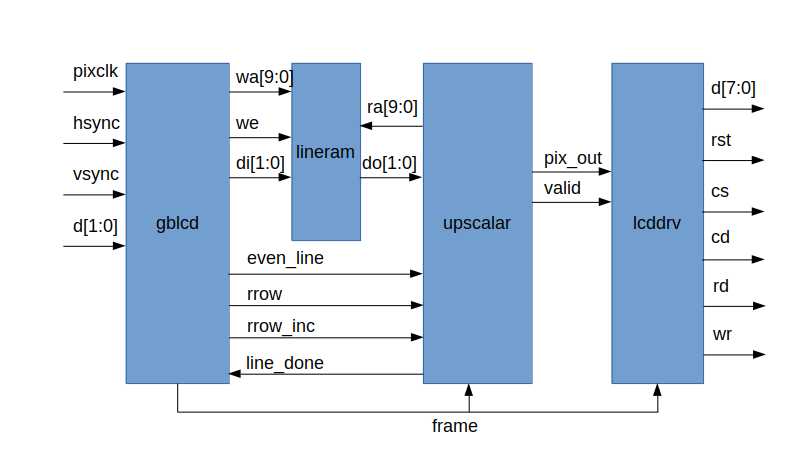 pixclk
hsync
vsync
d[1:0]
gblcd
wa[9:0]
we
di[1:0]
lineram
ra[9:0]
do[1:0]
even_line
rrow
rrow_inc
line_done
upscalar
pix_out
valid
lcddrv
d[7:0]
rst
cs
cd
rd
wr
frame